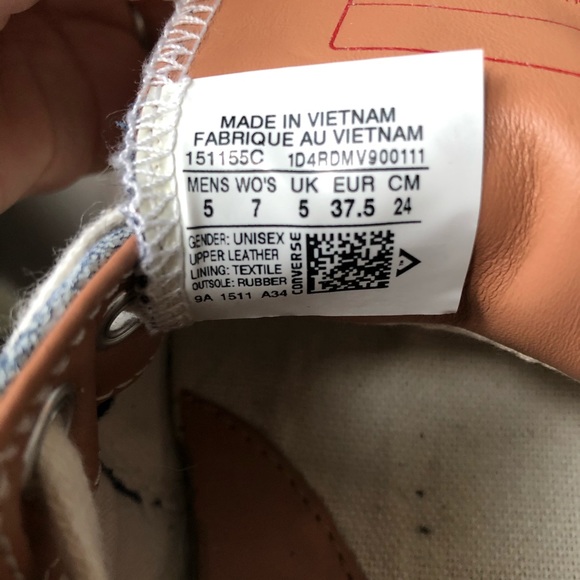 MADE IN VIETNAM
FABRIQUE AU VIETNAM
151155C 1D4RDMV900111
MENS WO'S UK EUR CM
5 7 5 37.5 24
GENDER: UNISEX
UPPER LEATHER
LINING: TEXTILE
OUTSOLE: RUBBER
9A 1511 A34
CONVERSE